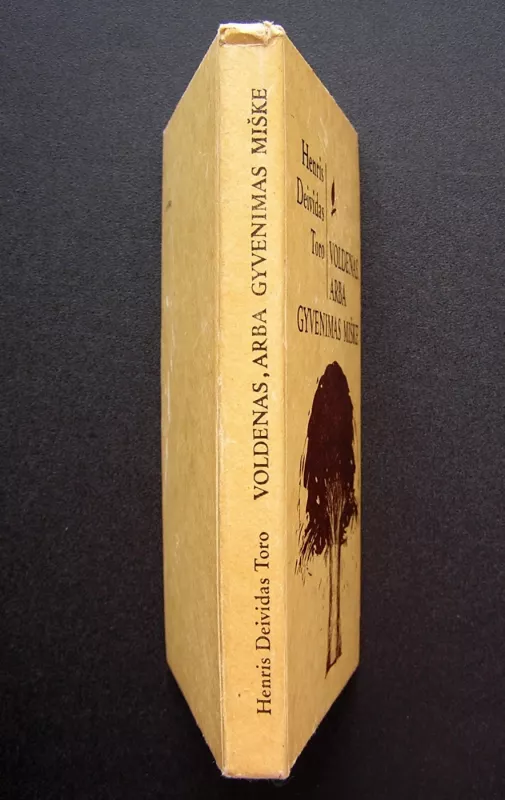 Henris Deividas Toro VOLDENAS, ARBA GYVENIMAS MIŠKE
Henris
Deividas
Toro
VOLDENAS
ARBA
GYVENIMAS MIŠKE